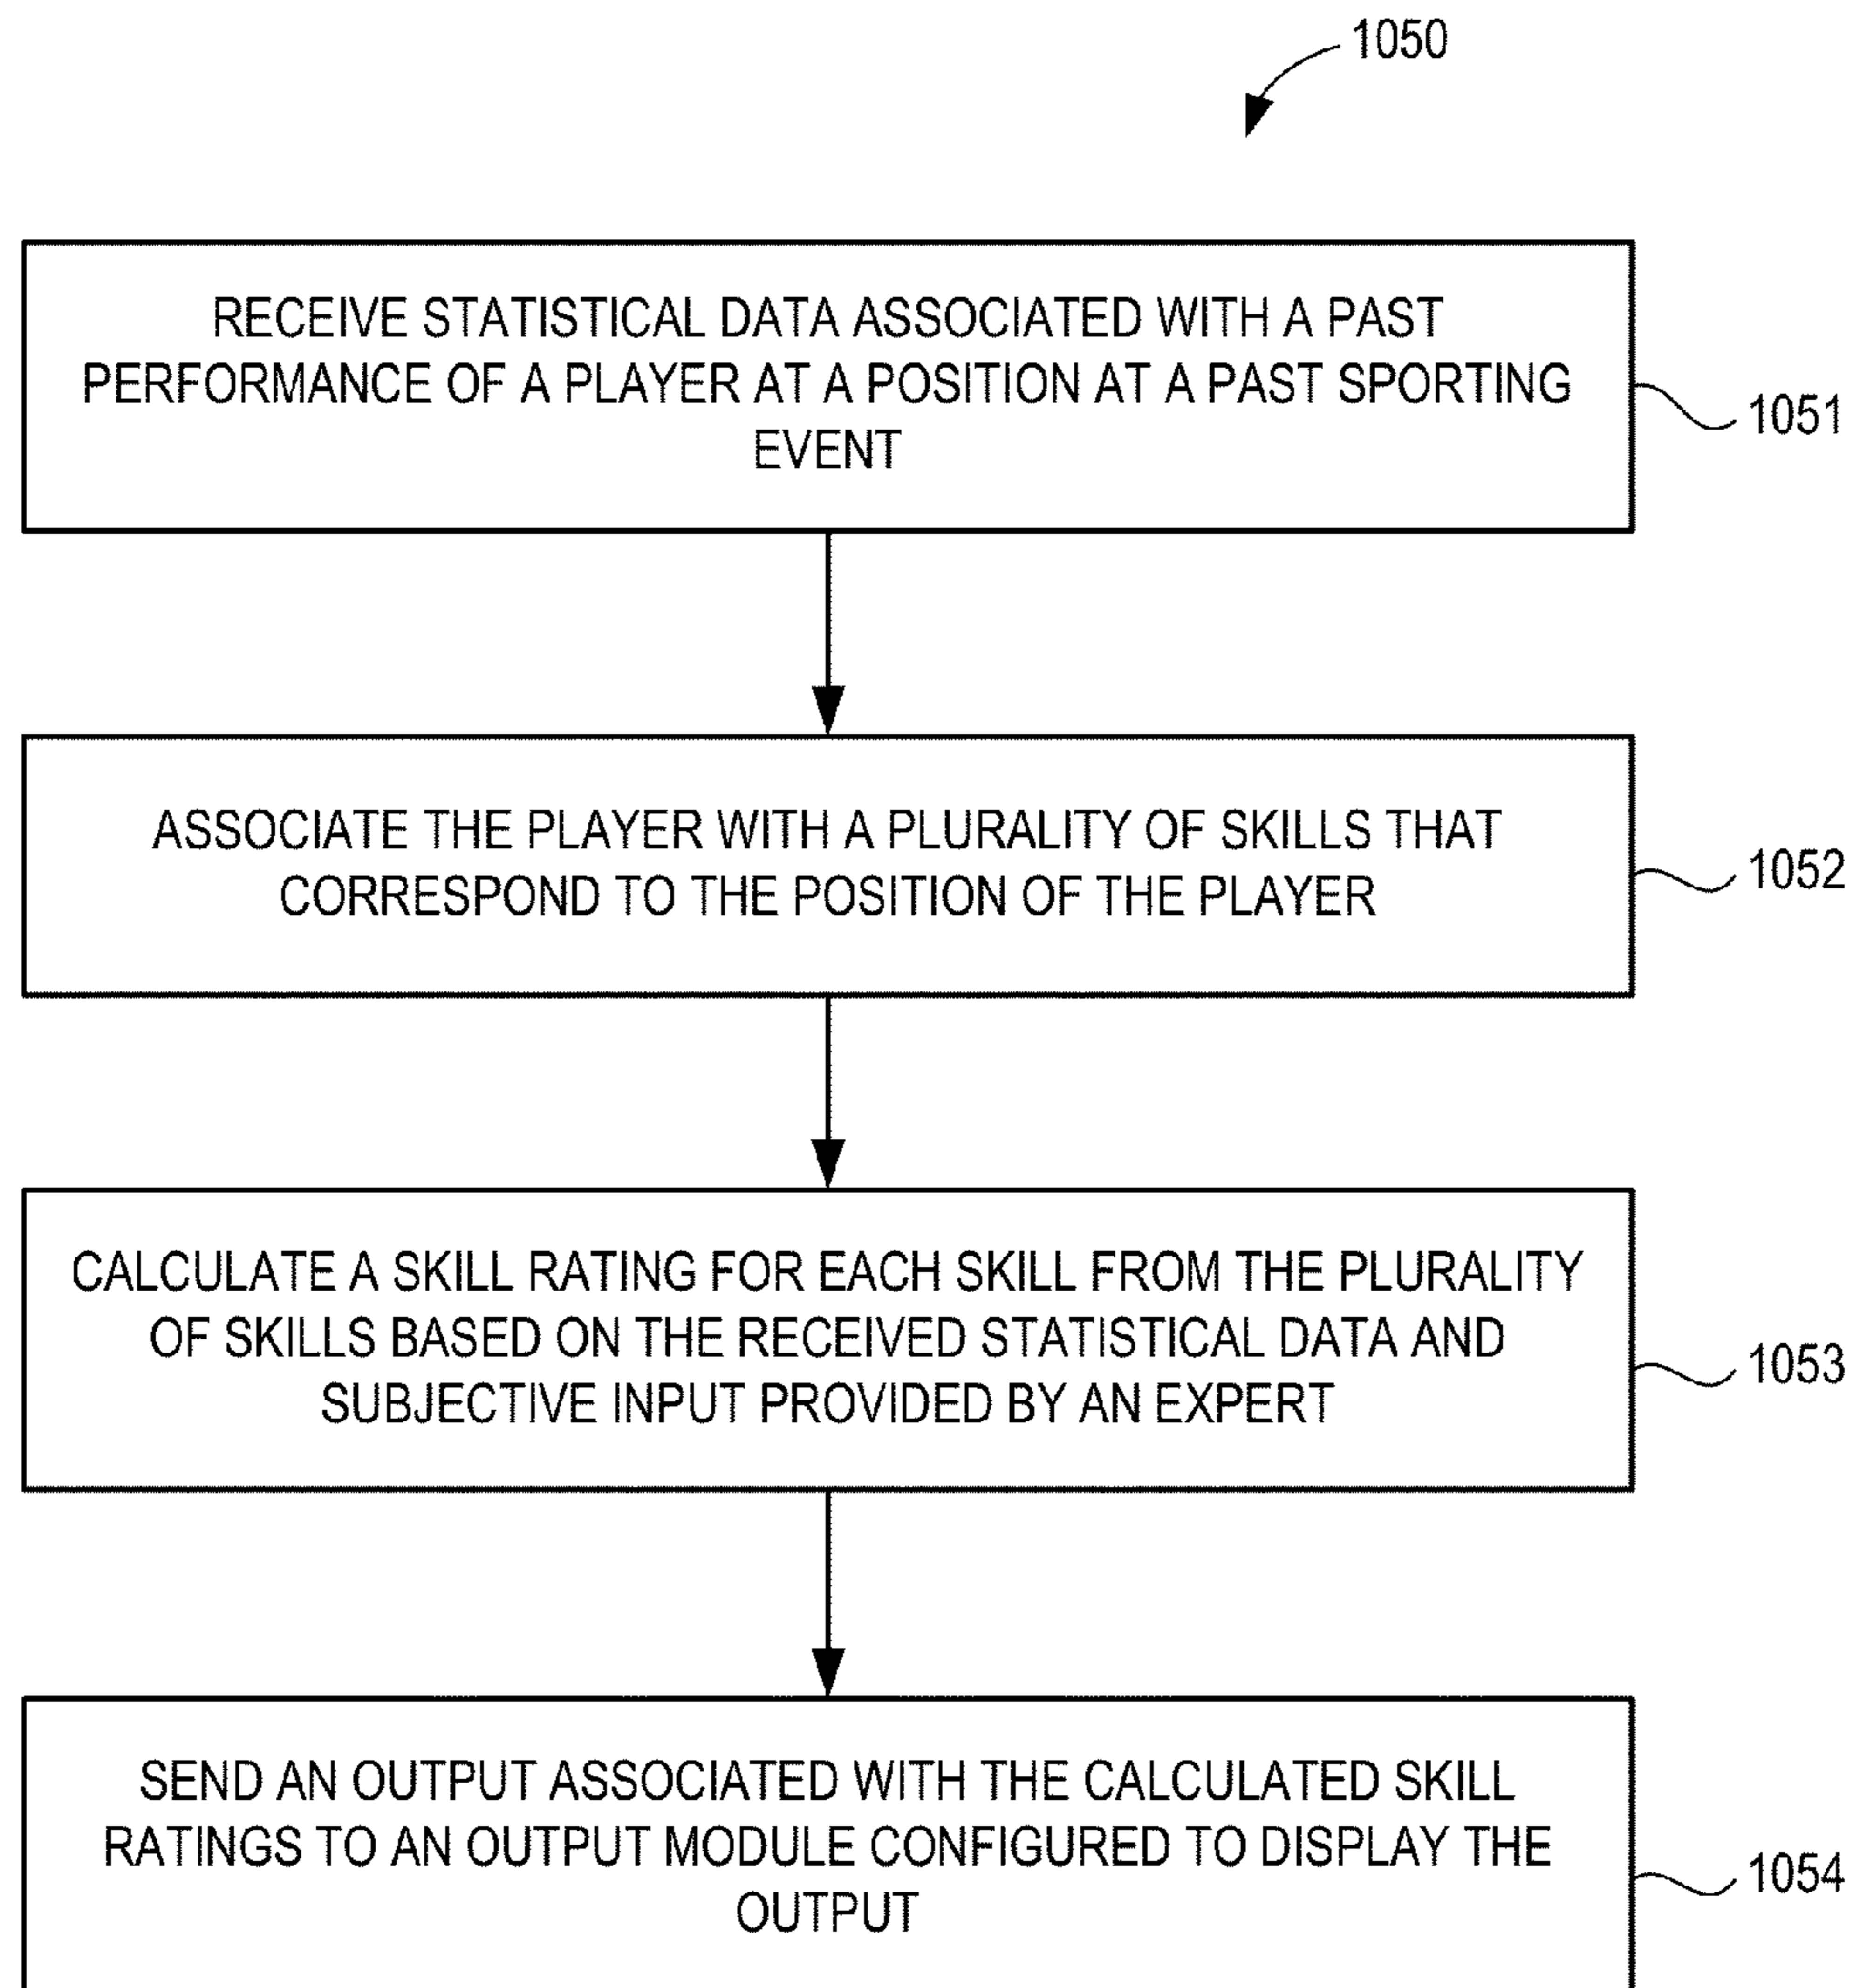 1050
RECEIVE STATISTICAL DATA ASSOCIATED WITH A PAST
PERFORMANCE OF A PLAYER AT A POSITION AT A PAST SPORTING
EVENT
1051
ASSOCIATE THE PLAYER WITH A PLURALITY OF SKILLS THAT
CORRESPOND TO THE POSITION OF THE PLAYER
1052
CALCULATE A SKILL RATING FOR EACH SKILL FROM THE PLURALITY
OF SKILLS BASED ON THE RECEIVED STATISTICAL DATA AND
SUBJECTIVE INPUT PROVIDED BY AN EXPERT
1053
SEND AN OUTPUT ASSOCIATED WITH THE CALCULATED SKILL
RATINGS TO AN OUTPUT MODULE CONFIGURED TO DISPLAY THE
OUTPUT
1054